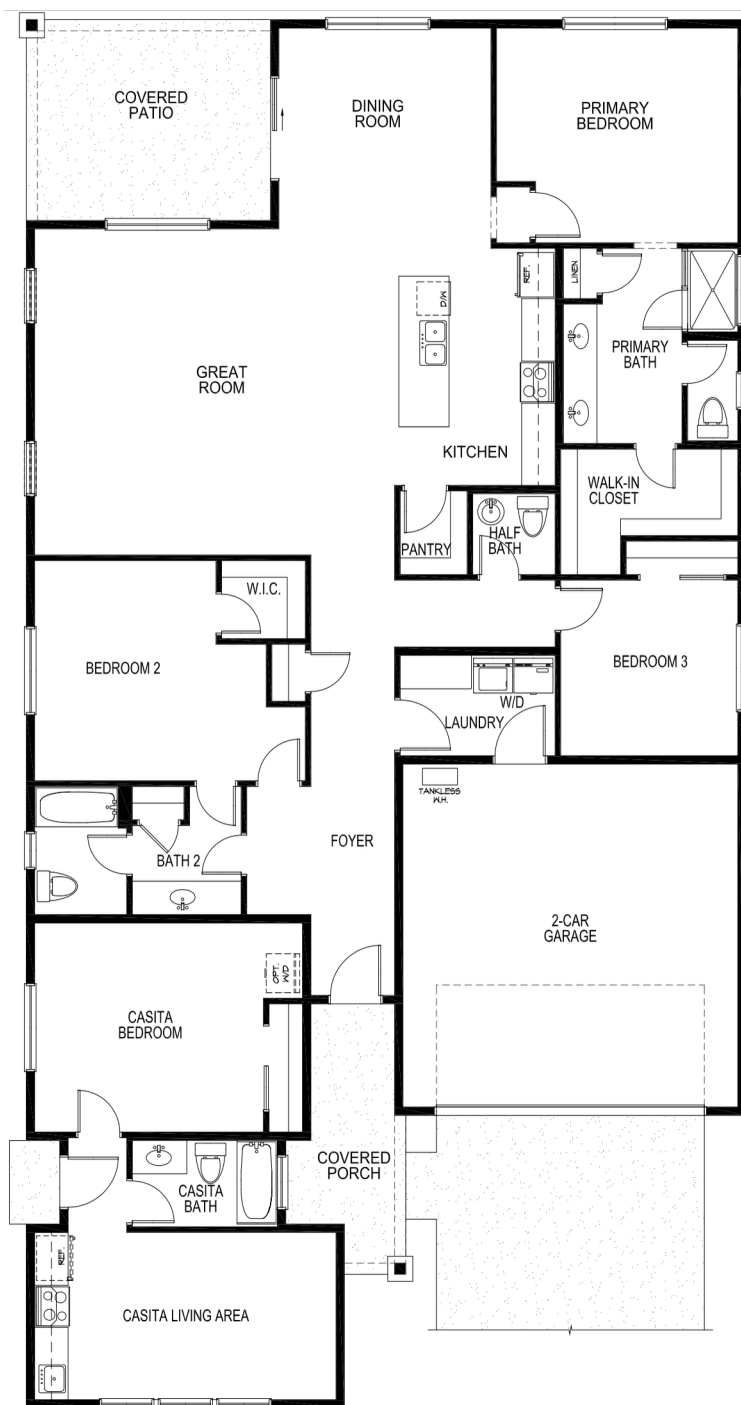 COVERED
PATIO
DINING
ROOM
PRIMARY
BEDROOM
REF.
LINEN
D/W
PRIMARY
BATH
GREAT
ROOM
KITCHEN
WALK-IN
CLOSET
HALF
BATH
PANTRY
W.I.C.
BEDROOM 2
BEDROOM 3
W/D
LAUNDRY
TANKLESS
W.H.
FOYER
BATH 2
2-CAR
GARAGE
OPT.
W/D
CASITA
BEDROOM
COVERED
PORCH
CASITA
BATH
REF.
CASITA LIVING AREA